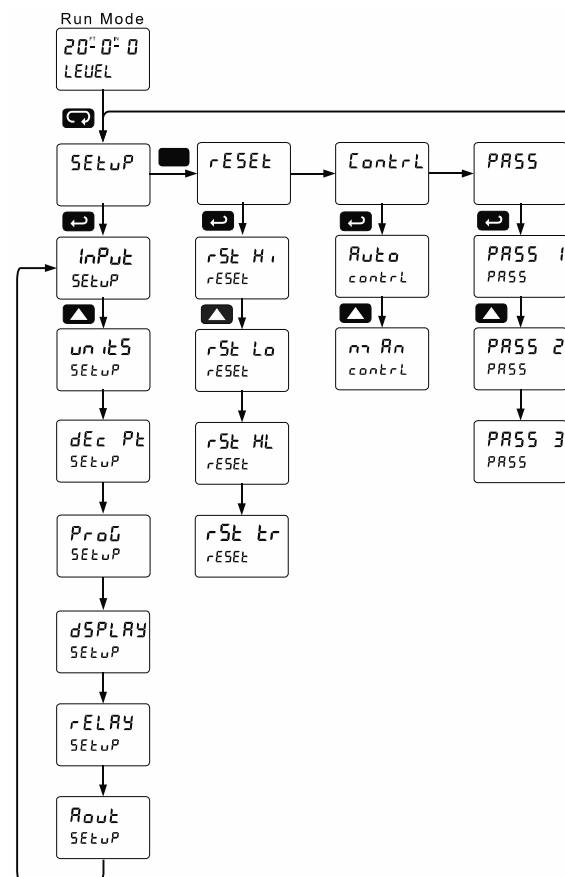 Run Mode
20 FT 0 IN 0
LEVEL
SEtuP
rESEt
ContrL
PASS
InPut
SEtuP
rSt Hi
rESEt
Auto
contrL
PASS 1
PASS
unitS
SEtuP
rSt Lo
rESEt
mAn
contrL
PASS 2
PASS
dEc Pt
SEtuP
rSt HL
rESEt
PASS 3
PASS
ProG
SEtuP
rSt tr
rESEt
dSPLAY
SEtuP
rELAY
SEtuP
Aout
SEtuP